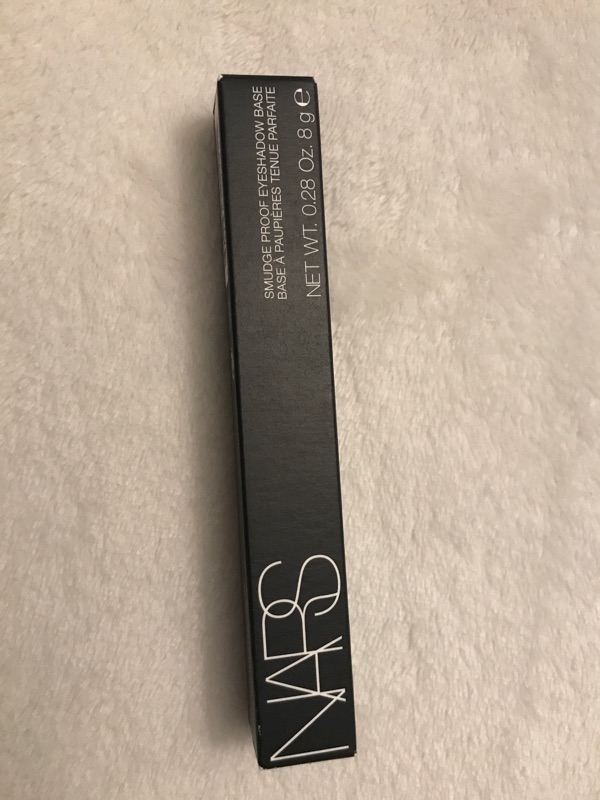 NARS
SMUDGE PROOF EYESHADOW BASE
BASE À PAUPIÈRES TENUE PARFAITE
NET WT. 0.28 Oz. 8 g ℮